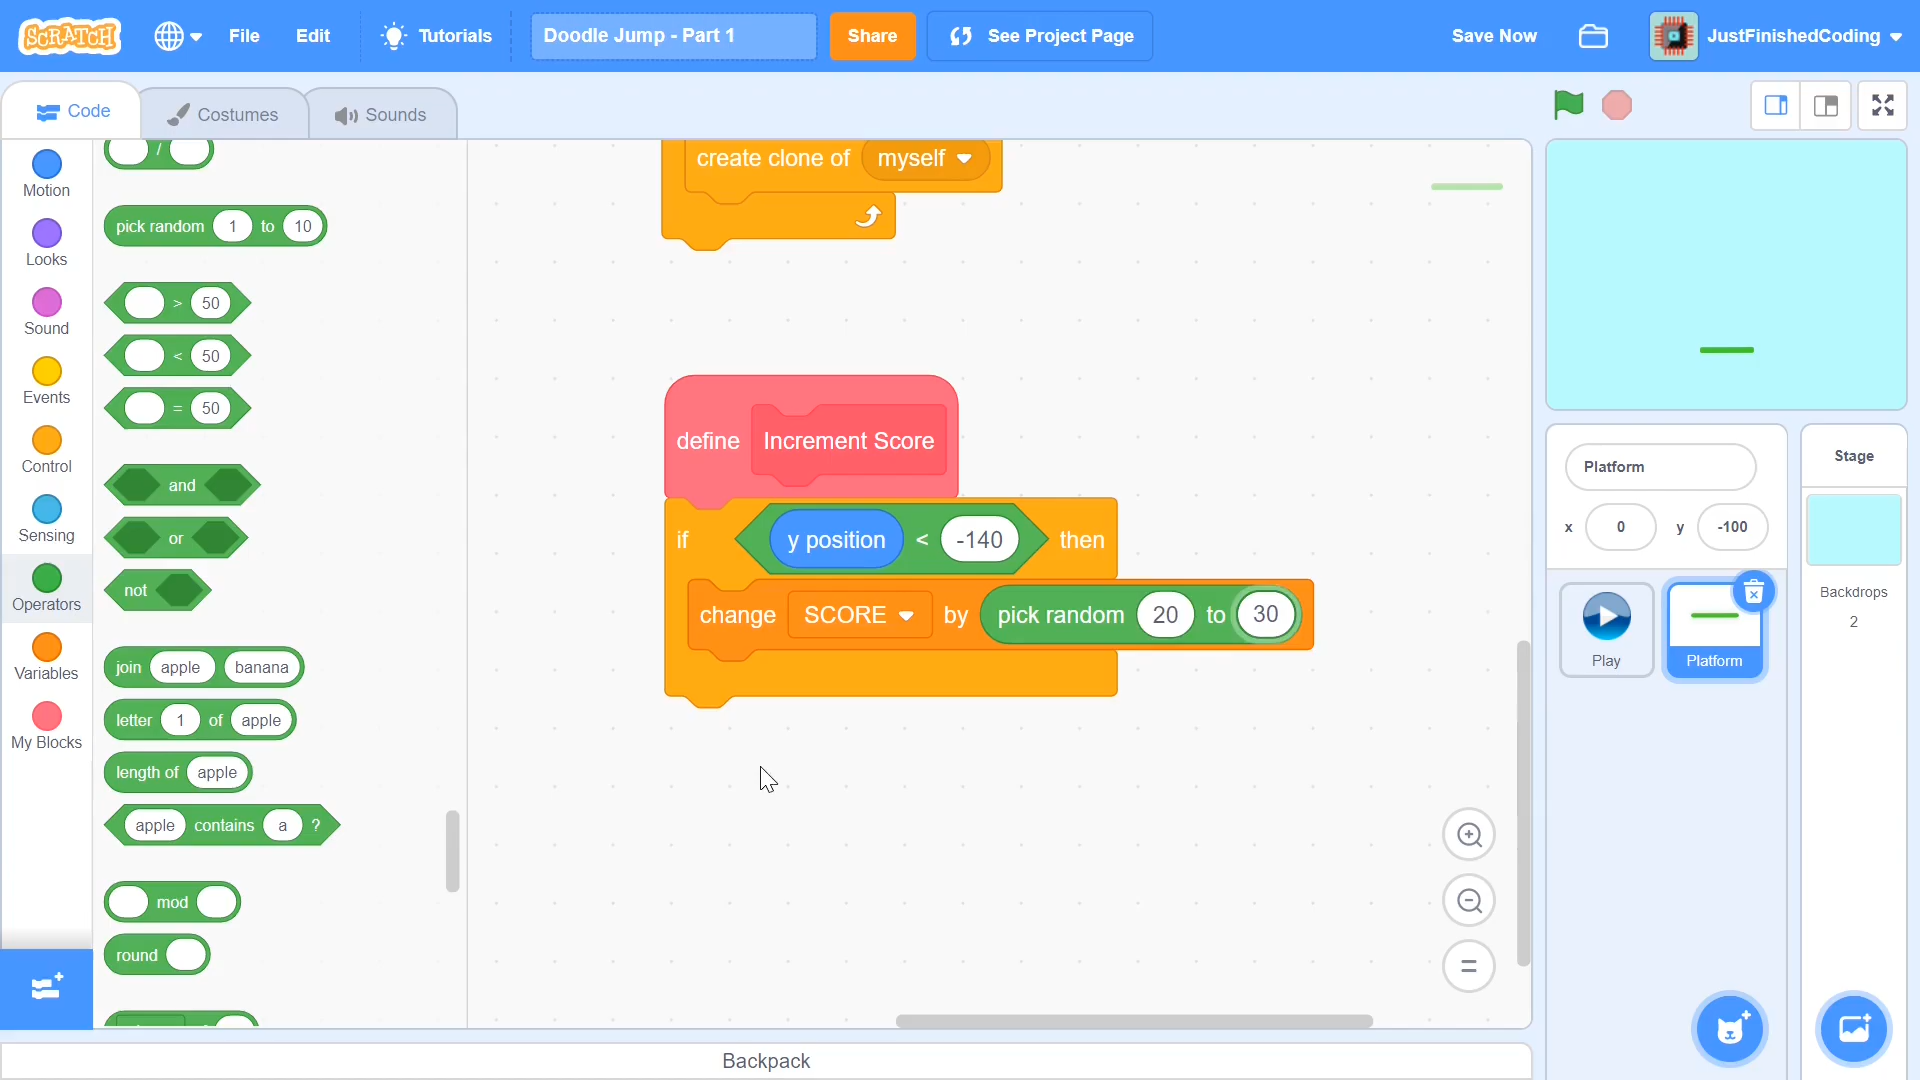 SCRATCH File Edit Tutorials Doodle Jump - Part 1 Share See Project Page Save Now JustFinishedCoding
Code Costumes Sounds
Motion
Looks
Sound
Events
Control
Sensing
Operators
Variables
My Blocks
/
pick random 1 to 10
> 50
< 50
= 50
and
or
not
join apple banana
letter 1 of apple
length of apple
apple contains a ?
mod
round
create clone of myself
define Increment Score
if y position < -140 then
change SCORE by pick random 20 to 30
Platform
x 0 y -100
Play
Platform
Stage
Backdrops
2
Backpack